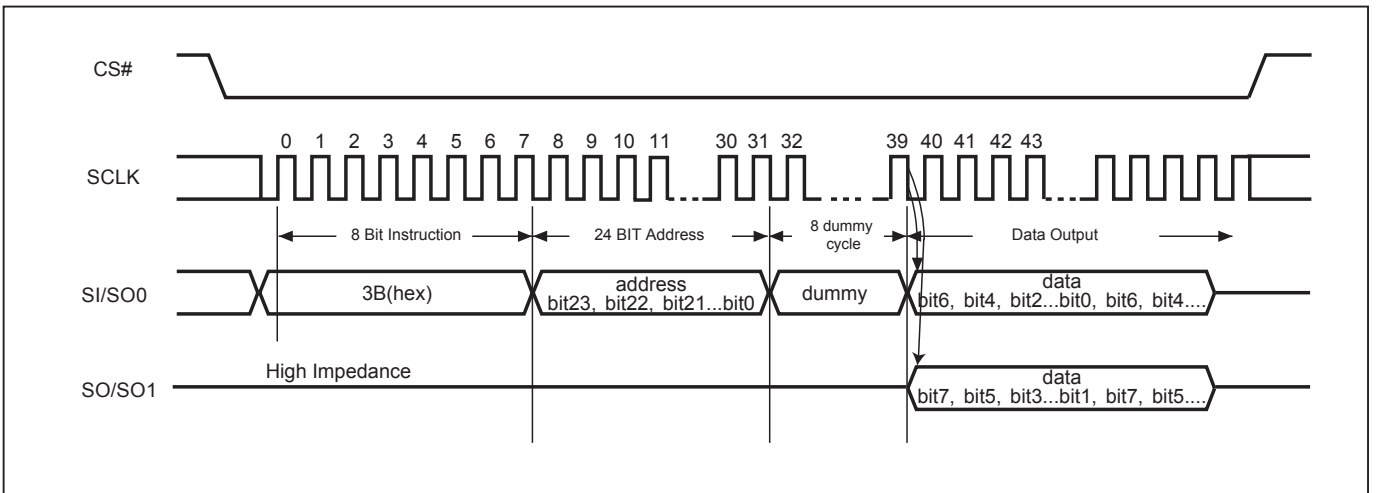 CS#
0 1 2 3 4 5 6 7 8 9 10 11 30 31 32 39 40 41 42 43
SCLK
8 Bit Instruction 24 BIT Address 8 dummy cycle Data Output
SI/SO0
3B(hex)
address
bit23, bit22, bit21...bit0
dummy
data
bit6, bit4, bit2...bit0, bit6, bit4....
High Impedance
SO/SO1
data
bit7, bit5, bit3...bit1, bit7, bit5....